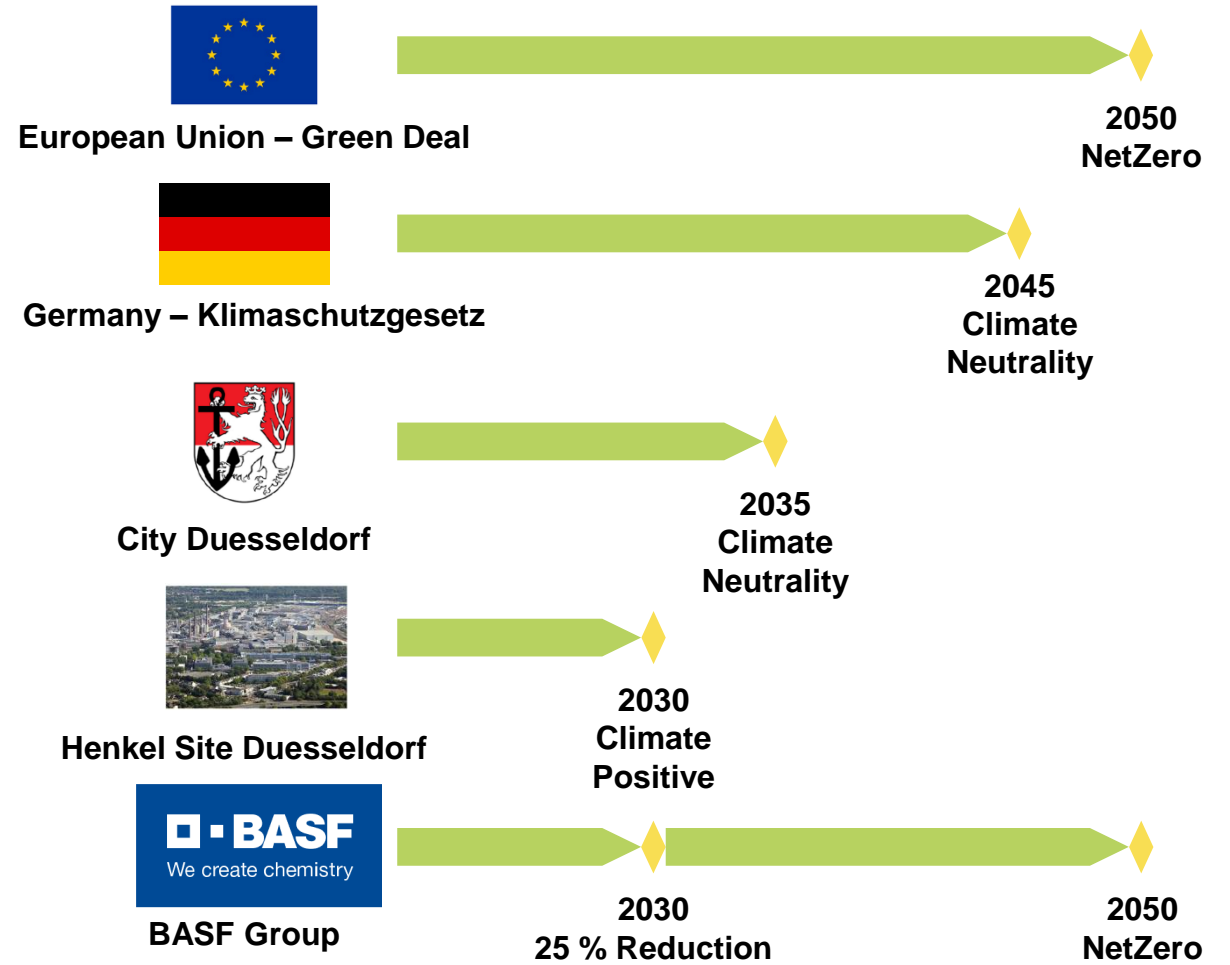 European Union – Green Deal
2050
NetZero
Germany – Klimaschutzgesetz
2045
Climate
Neutrality
City Duesseldorf
2035
Climate
Neutrality
Henkel Site Duesseldorf
2030
Climate
Positive
BASF
We create chemistry
BASF Group
2030
25 % Reduction
2050
NetZero